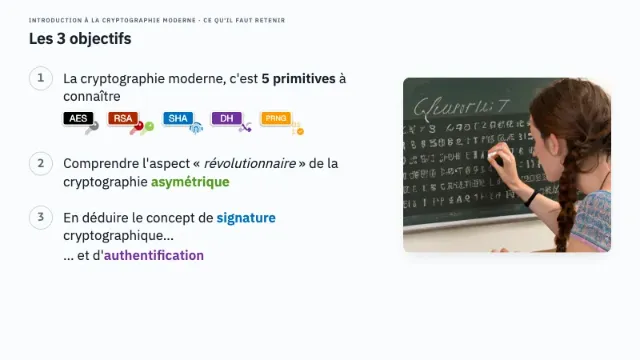 INTRODUCTION À LA CRYPTOGRAPHIE MODERNE - CE QU'IL FAUT RETENIR
Les 3 objectifs
1
La cryptographie moderne, c'est 5 primitives à
connaître
AES
RSA
SHA
DH
PRNG
2
Comprendre l'aspect « révolutionnaire » de la
cryptographie asymétrique
3
En déduire le concept de signature
cryptographique...
... et d'authentification